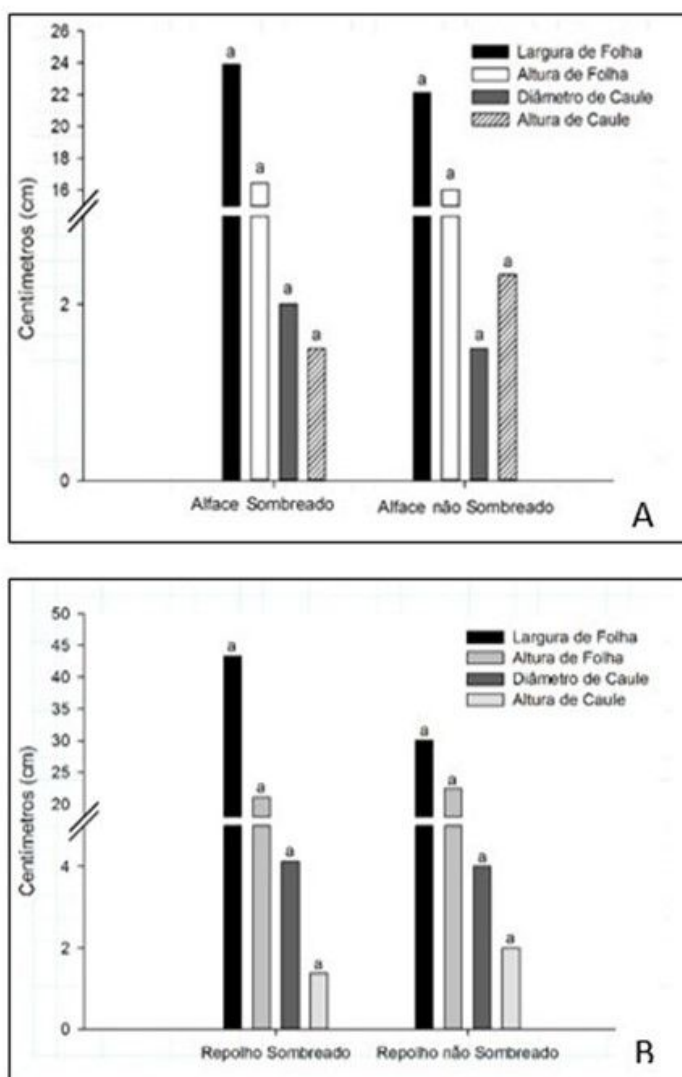 26
24
22
20
18
16
2
0
Centímetros (cm)
a
a
a
a
a
a
a
a
Largura de Folha
Altura de Folha
Diâmetro de Caule
Altura de Caule
Alface Sombreado
Alface não Sombreado
A
50
45
40
35
30
25
20
4
2
0
Centímetros (cm)
a
a
a
a
a
a
a
a
Largura de Folha
Altura de Folha
Diâmetro de Caule
Altura de Caule
Repolho Sombreado
Repolho não Sombreado
B